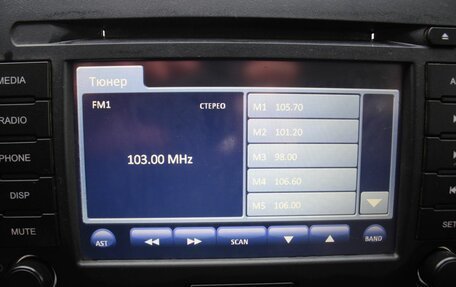 Тюнер
FM1 СТЕРЕО
103.00 MHz
M1 105.70
M2 101.20
M3 98.00
M4 106.60
M5 106.00
AST SCAN BAND
MEDIA
RADIO
PHONE
DISP
MUTE
A
SET